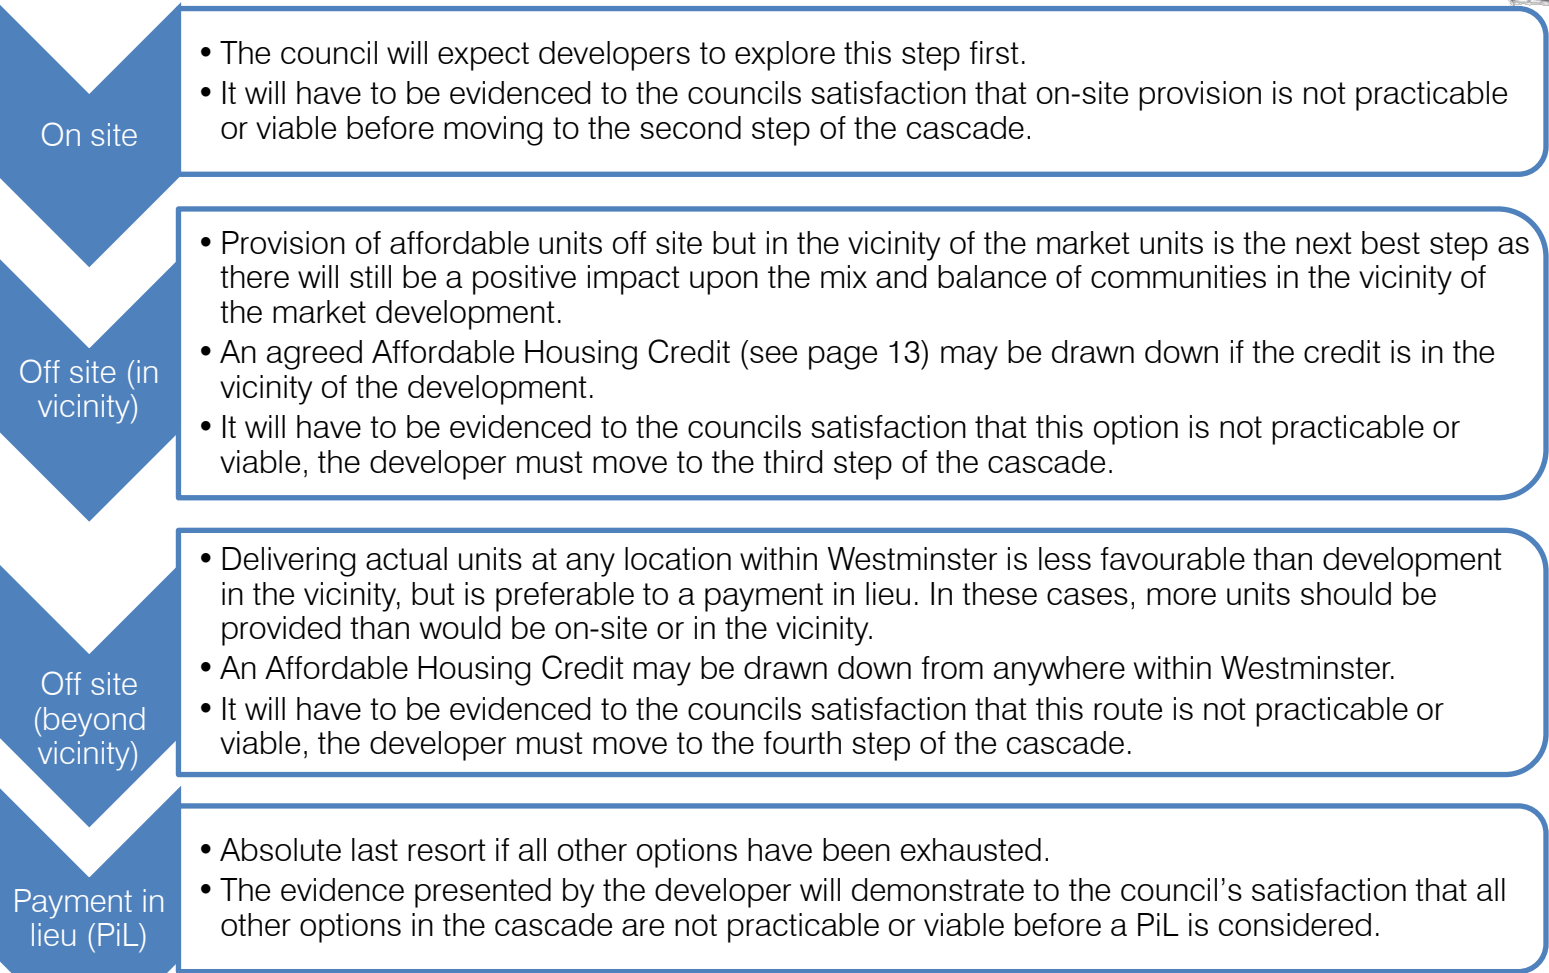 On site
• The council will expect developers to explore this step first.
• It will have to be evidenced to the councils satisfaction that on-site provision is not practicable
or viable before moving to the second step of the cascade.
Off site (in
vicinity)
• Provision of affordable units off site but in the vicinity of the market units is the next best step as
there will still be a positive impact upon the mix and balance of communities in the vicinity of
the market development.
• An agreed Affordable Housing Credit (see page 13) may be drawn down if the credit is in the
vicinity of the development.
• It will have to be evidenced to the councils satisfaction that this option is not practicable or
viable, the developer must move to the third step of the cascade.
Off site
(beyond
vicinity)
• Delivering actual units at any location within Westminster is less favourable than development
in the vicinity, but is preferable to a payment in lieu. In these cases, more units should be
provided than would be on-site or in the vicinity.
• An Affordable Housing Credit may be drawn down from anywhere within Westminster.
• It will have to be evidenced to the councils satisfaction that this route is not practicable or
viable, the developer must move to the fourth step of the cascade.
Payment in
lieu (PiL)
• Absolute last resort if all other options have been exhausted.
• The evidence presented by the developer will demonstrate to the council’s satisfaction that all
other options in the cascade are not practicable or viable before a PiL is considered.